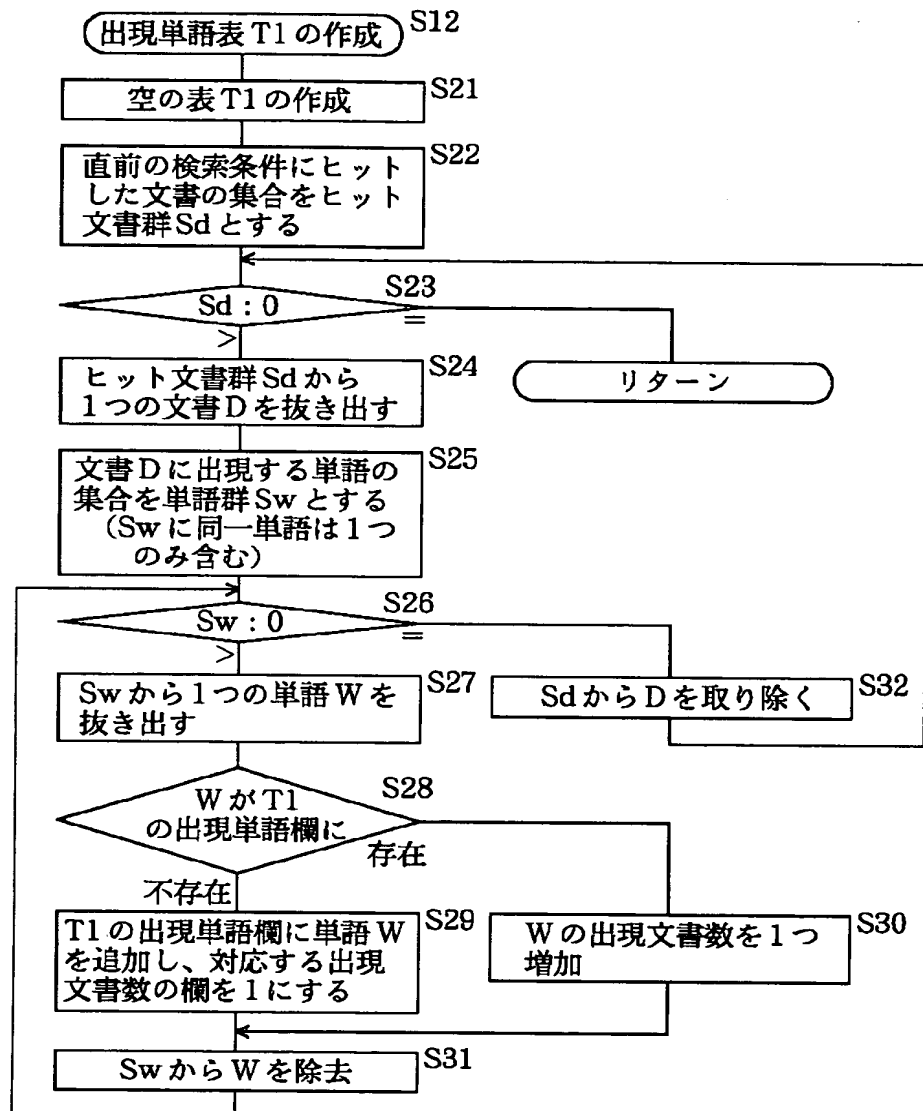 出現単語表T1の作成
S12
空の表T1の作成
S21
直前の検索条件にヒット
した文書の集合をヒット
文書群Sdとする
S22
Sd:0
S23
=
>
ヒット文書群Sdから
1つの文書Dを抜き出す
S24
リターン
文書Dに出現する単語の
集合を単語群Swとする
(Swに同一単語は1つ
のみ含む)
S25
Sw:0
S26
=
>
Swから1つの単語Wを
抜き出す
S27
SdからDを取り除く
S32
WがT1
の出現単語欄に
S28
存在
不存在
T1の出現単語欄に単語W
を追加し、対応する出現
文書数の欄を1にする
S29
Wの出現文書数を1つ
増加
S30
SwからWを除去
S31